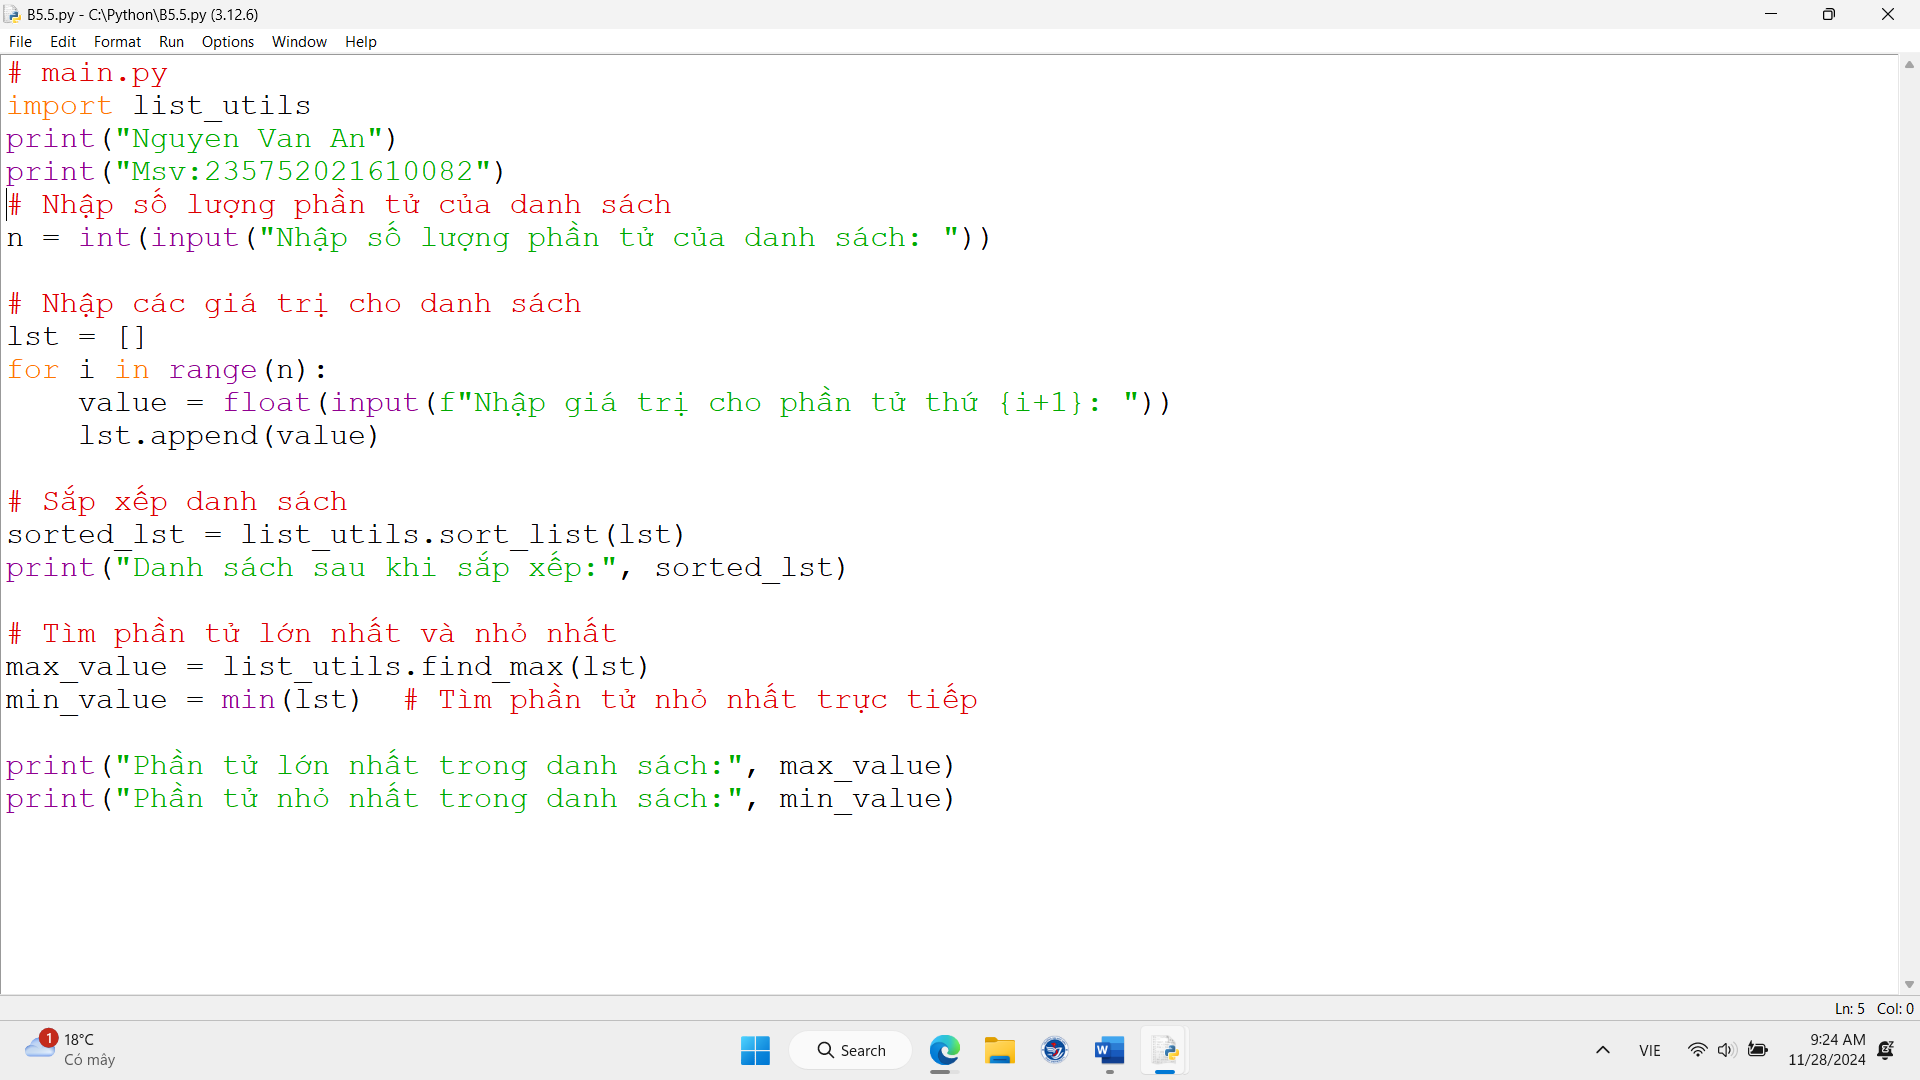 B5.5.py - C:\Python\B5.5.py (3.12.6)
File Edit Format Run Options Window Help
# main.py
import list_utils
print("Nguyen Van An")
print("Msv:235752021610082")
# Nhập số lượng phần tử của danh sách
n = int(input("Nhập số lượng phần tử của danh sách: "))
# Nhập các giá trị cho danh sách
lst = []
for i in range(n):
    value = float(input(f"Nhập giá trị cho phần tử thứ {i+1}: "))
    lst.append(value)
# Sắp xếp danh sách
sorted_lst = list_utils.sort_list(lst)
print("Danh sách sau khi sắp xếp:", sorted_lst)
# Tìm phần tử lớn nhất và nhỏ nhất
max_value = list_utils.find_max(lst)
min_value = min(lst)  # Tìm phần tử nhỏ nhất trực tiếp
print("Phần tử lớn nhất trong danh sách:", max_value)
print("Phần tử nhỏ nhất trong danh sách:", min_value)
Ln: 5 Col: 0
1
18°C
Có mây
Search
W
VIE
9:24 AM
11/28/2024